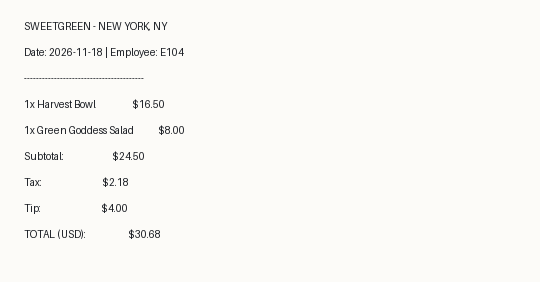 SWEETGREEN - NEW YORK, NY
Date: 2026-11-18 | Employee: E104
----------------------------------------
1x Harvest Bowl $16.50
1x Green Goddess Salad $8.00
Subtotal: $24.50
Tax: $2.18
Tip: $4.00
TOTAL (USD): $30.68